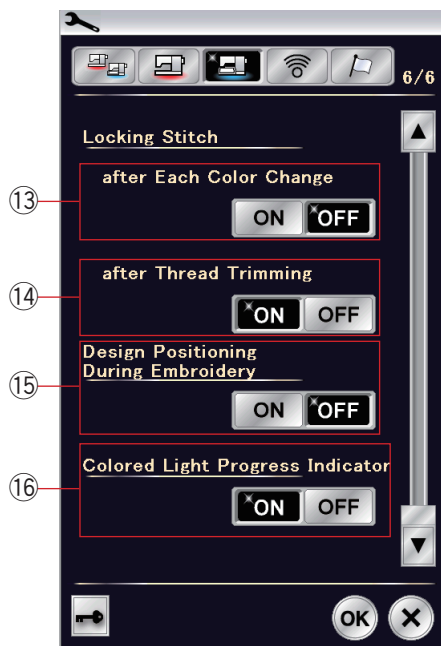 6/6
Locking Stitch
⑬ after Each Color Change
ON OFF
⑭ after Thread Trimming
ON OFF
⑮ Design Positioning
During Embroidery
ON OFF
⑯ Colored Light Progress Indicator
ON OFF
OK